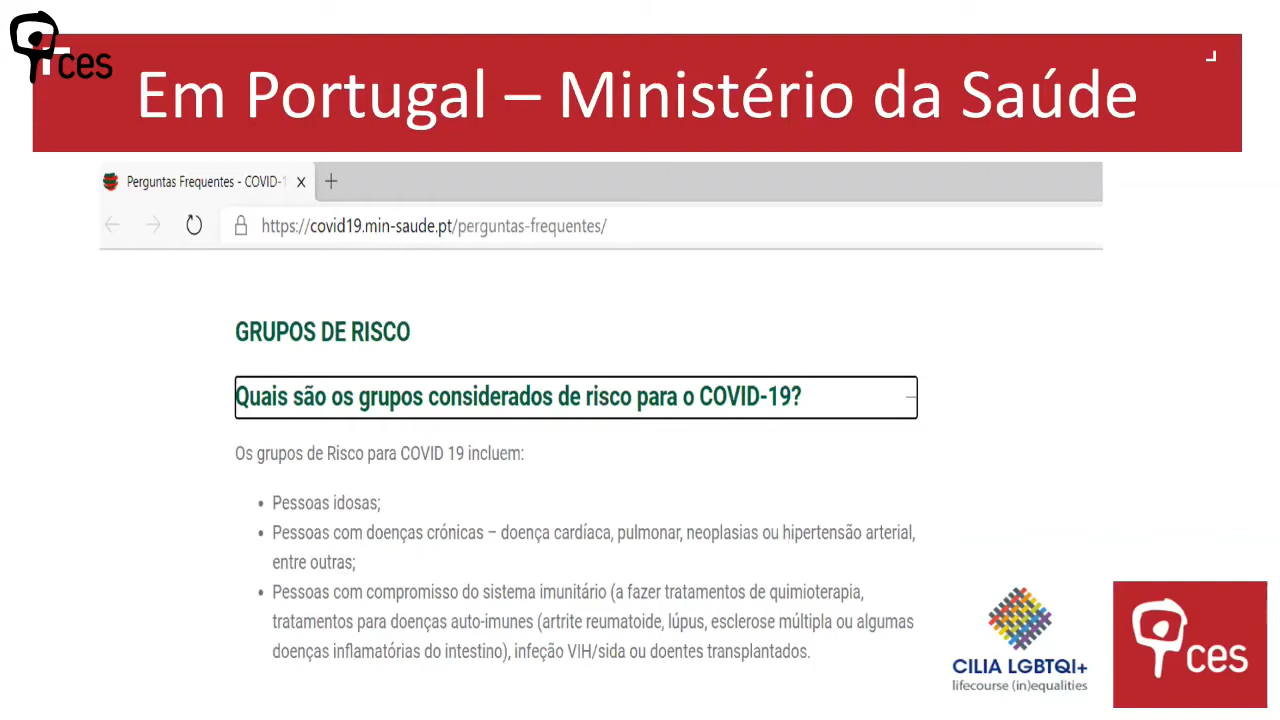 ces
Em Portugal – Ministério da Saúde
Perguntas Frequentes - COVID-1
https://covid19.min-saude.pt/perguntas-frequentes/
GRUPOS DE RISCO
Quais são os grupos considerados de risco para o COVID-19?
Os grupos de Risco para COVID 19 incluem:
• Pessoas idosas;
• Pessoas com doenças crónicas – doença cardíaca, pulmonar, neoplasias ou hipertensão arterial,
entre outras;
• Pessoas com compromisso do sistema imunitário (a fazer tratamentos de quimioterapia,
tratamentos para doenças auto-imunes (artrite reumatoide, lúpus, esclerose múltipla ou algumas
doenças inflamatórias do intestino), infeção VIH/sida ou doentes transplantados.
CILIA LGBTQI+
lifecourse (in)equalities
ces